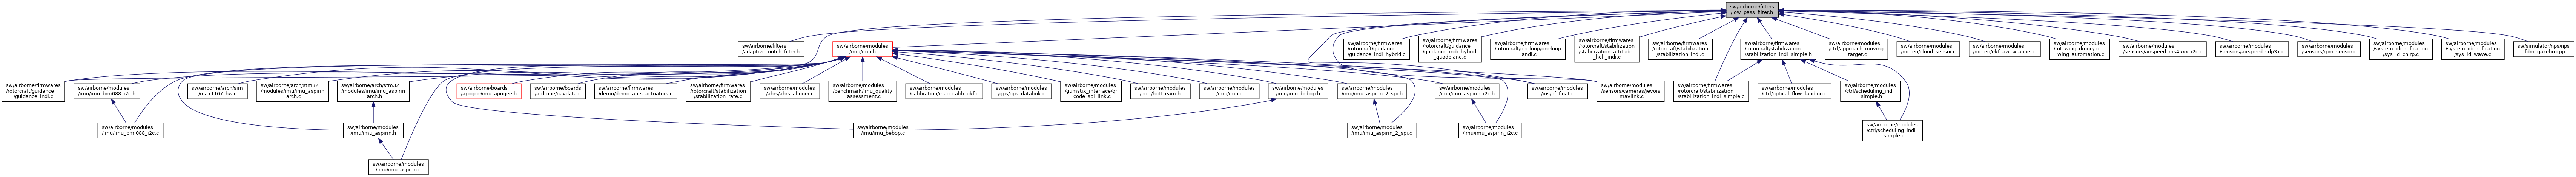 sw/airborne/filters
/low_pass_filter.h
sw/airborne/filters
/adaptive_notch_filter.h
sw/airborne/modules
/imu/imu.h
sw/airborne/firmwares
/rotorcraft/guidance
/guidance_indi_hybrid.c
sw/airborne/firmwares
/rotorcraft/guidance
/guidance_indi_hybrid
_quadplane.c
sw/airborne/firmwares
/rotorcraft/oneloop/oneloop
_andi.c
sw/airborne/firmwares
/rotorcraft/stabilization
/stabilization_attitude
_heli_indi.c
sw/airborne/firmwares
/rotorcraft/stabilization
/stabilization_indi.c
sw/airborne/firmwares
/rotorcraft/stabilization
/stabilization_indi_simple.h
sw/airborne/modules
/ctrl/approach_moving
_target.c
sw/airborne/modules
/meteo/cloud_sensor.c
sw/airborne/modules
/meteo/ekf_aw_wrapper.c
sw/airborne/modules
/rot_wing_drone/rot
_wing_automation.c
sw/airborne/modules
/sensors/airspeed_ms45xx_i2c.c
sw/airborne/modules
/sensors/airspeed_sdp3x.c
sw/airborne/modules
/sensors/rpm_sensor.c
sw/airborne/modules
/system_identification
/sys_id_chirp.c
sw/airborne/modules
/system_identification
/sys_id_wave.c
sw/simulator/nps/nps
_fdm_gazebo.cpp
sw/airborne/firmwares
/rotorcraft/guidance
/guidance_indi.c
sw/airborne/modules
/imu/imu_bmi088_i2c.h
sw/airborne/arch/sim
/max1167_hw.c
sw/airborne/arch/stm32
/modules/imu/imu_aspirin
_arch.c
sw/airborne/arch/stm32
/modules/imu/imu_aspirin
_arch.h
sw/airborne/boards
/apogee/imu_apogee.h
sw/airborne/boards
/ardrone/navdata.c
sw/airborne/firmwares
/demo/demo_ahrs_actuators.c
sw/airborne/firmwares
/rotorcraft/stabilization
/stabilization_rate.c
sw/airborne/modules
/ahrs/ahrs_aligner.c
sw/airborne/modules
/benchmark/imu_quality
_assessment.c
sw/airborne/modules
/calibration/mag_calib_ukf.c
sw/airborne/modules
/gps/gps_datalink.c
sw/airborne/modules
/gumstix_interface/qr
_code_spi_link.c
sw/airborne/modules
/hott/hott_eam.h
sw/airborne/modules
/imu/imu.c
sw/airborne/modules
/imu/imu_bebop.h
sw/airborne/modules
/imu/imu_aspirin_2_spi.h
sw/airborne/modules
/imu/imu_aspirin_i2c.h
sw/airborne/modules
/ins/hf_float.c
sw/airborne/modules
/sensors/cameras/jevois
_mavlink.c
sw/airborne/firmwares
/rotorcraft/stabilization
/stabilization_indi_simple.c
sw/airborne/modules
/ctrl/optical_flow_landing.c
sw/airborne/modules
/ctrl/scheduling_indi
_simple.h
sw/airborne/modules
/imu/imu_bmi088_i2c.c
sw/airborne/modules
/imu/imu_aspirin.h
sw/airborne/modules
/imu/imu_bebop.c
sw/airborne/modules
/imu/imu_aspirin_2_spi.c
sw/airborne/modules
/imu/imu_aspirin_i2c.c
sw/airborne/modules
/ctrl/scheduling_indi
_simple.c
sw/airborne/modules
/imu/imu_aspirin.c